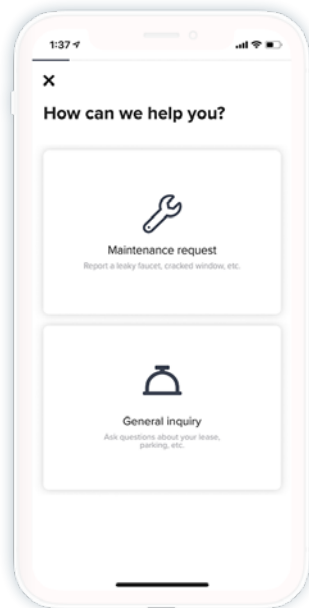 1:37
How can we help you?
Maintenance request
Report a leaky faucet, cracked window, etc.
General inquiry
Ask questions about your lease,
parking, etc.